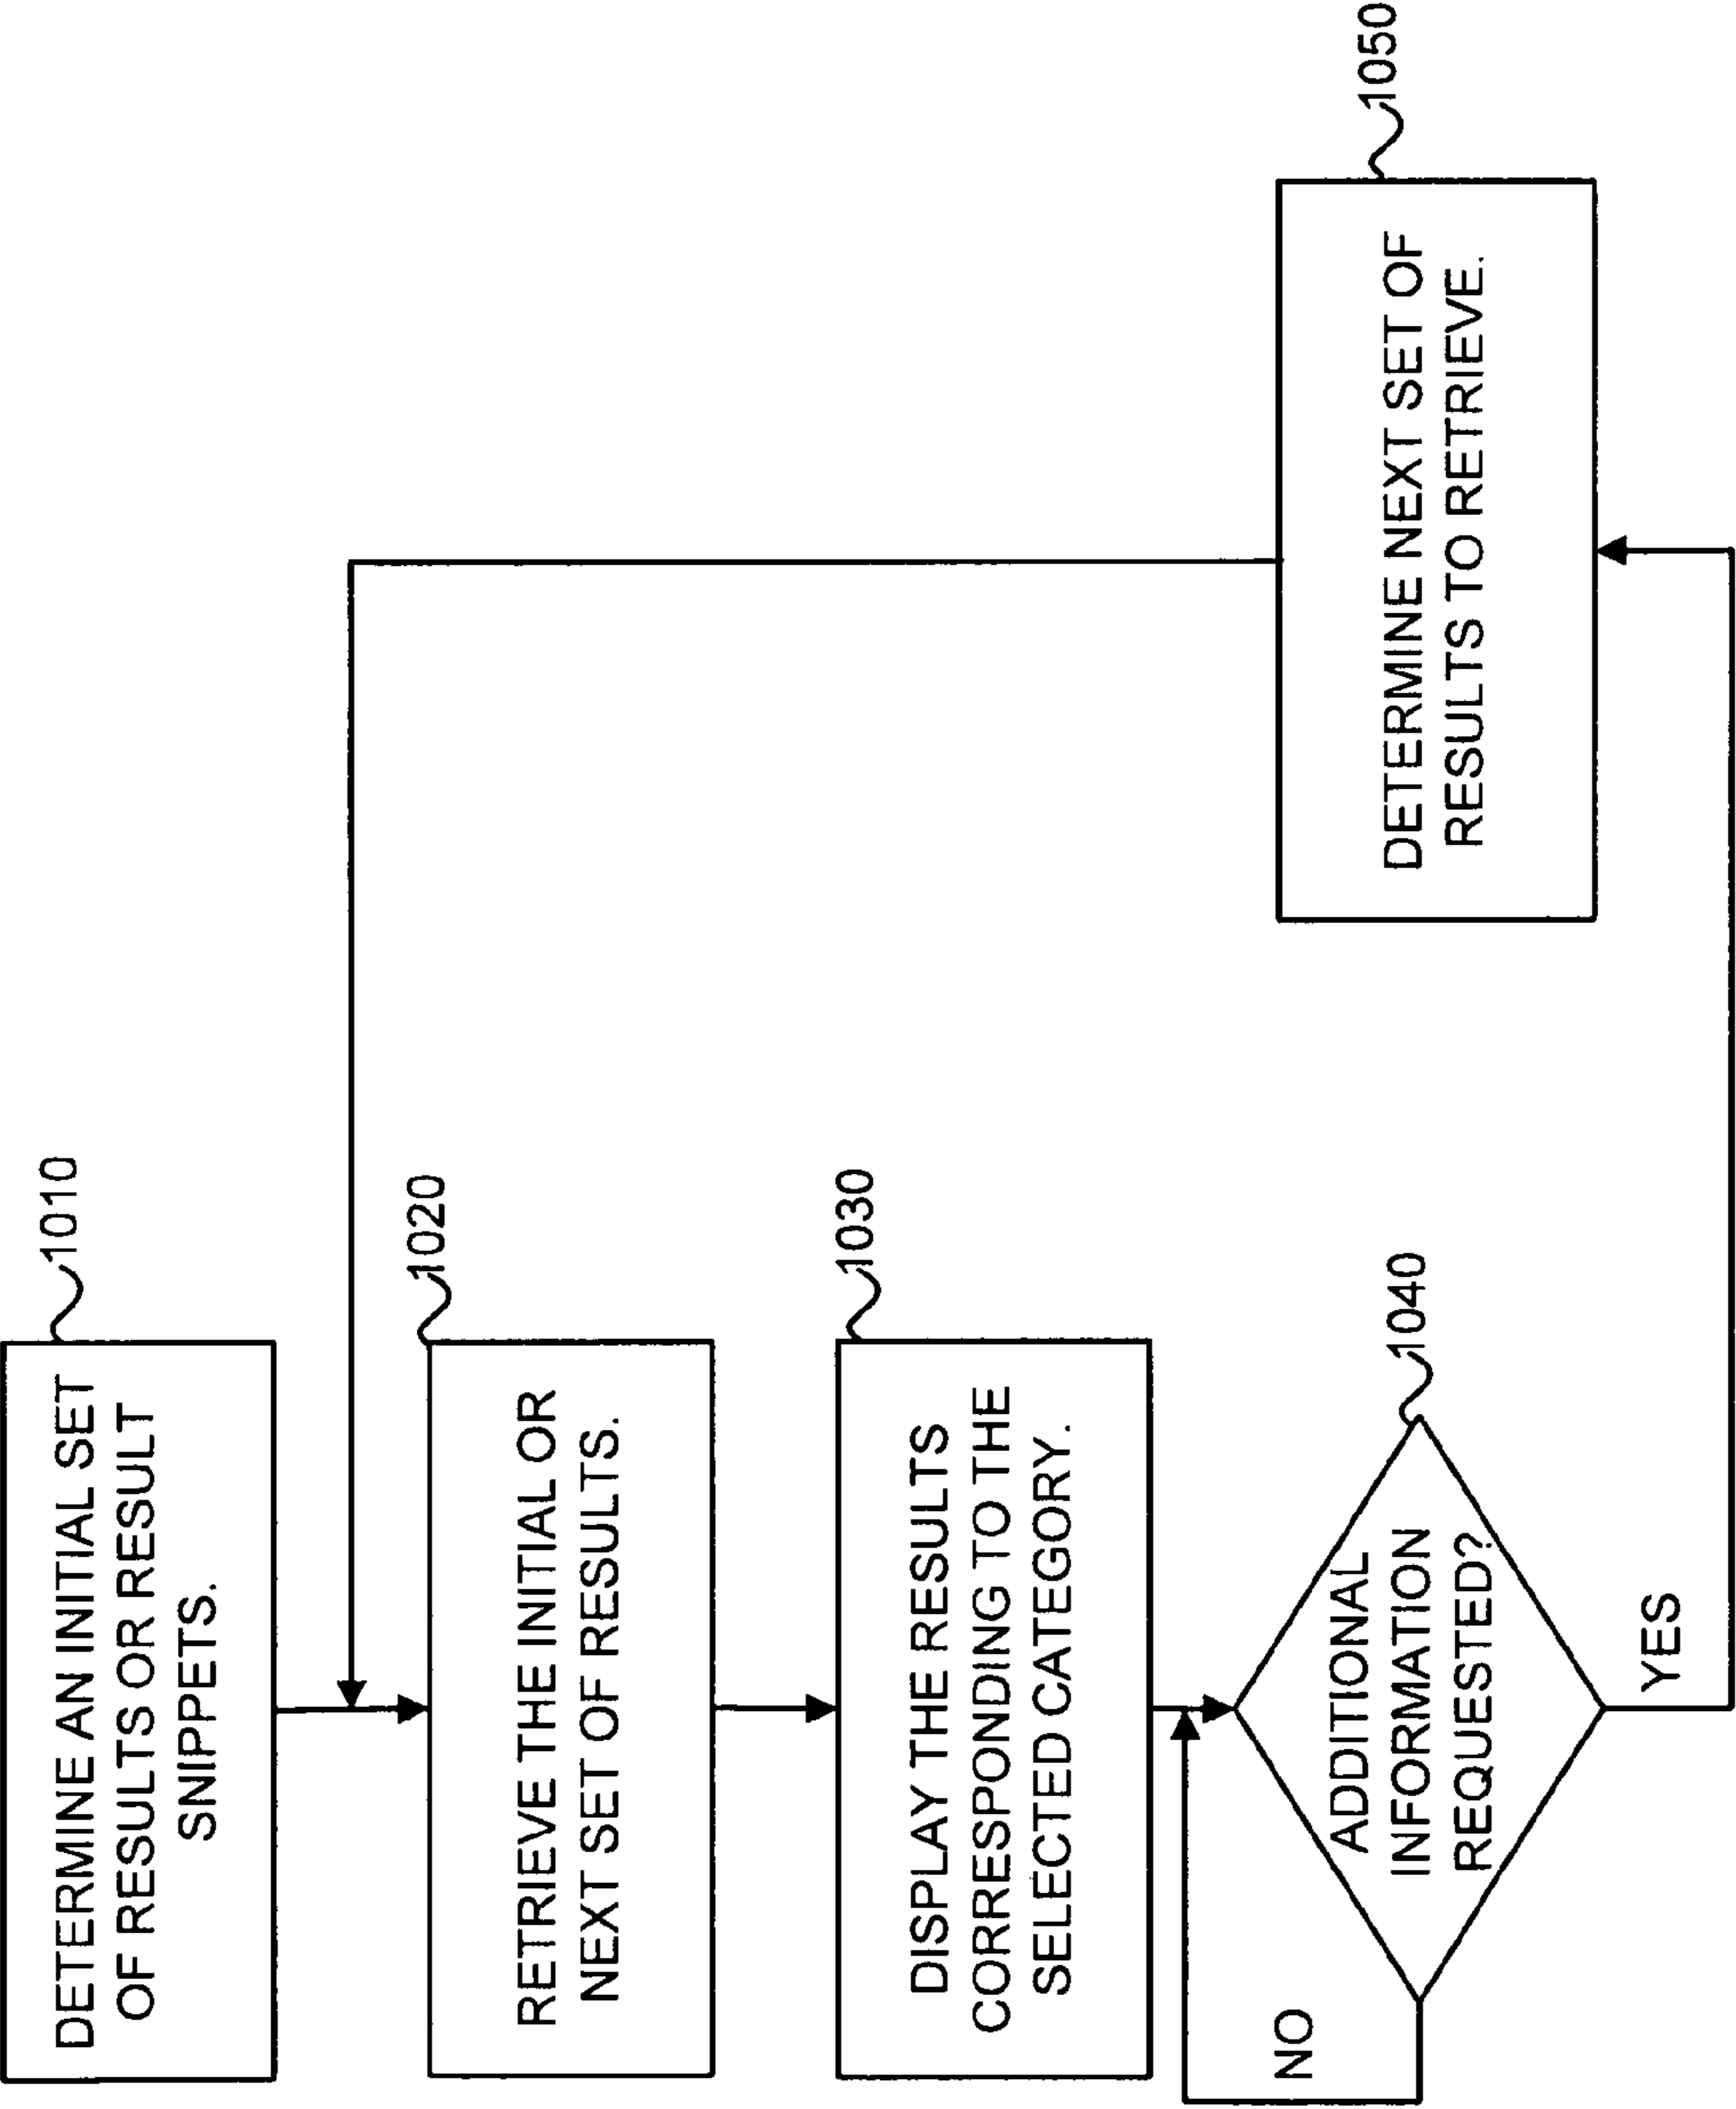 1010
DETERMINE AN INITIAL SET
OF RESULTS OR RESULT
SNIPPETS.
1020
RETRIEVE THE INITIAL OR
NEXT SET OF RESULTS.
1030
DISPLAY THE RESULTS
CORRESPONDING TO THE
SELECTED CATEGORY.
1040
ADDITIONAL
INFORMATION
REQUESTED?
NO
YES
1050
DETERMINE NEXT SET OF
RESULTS TO RETRIEVE.